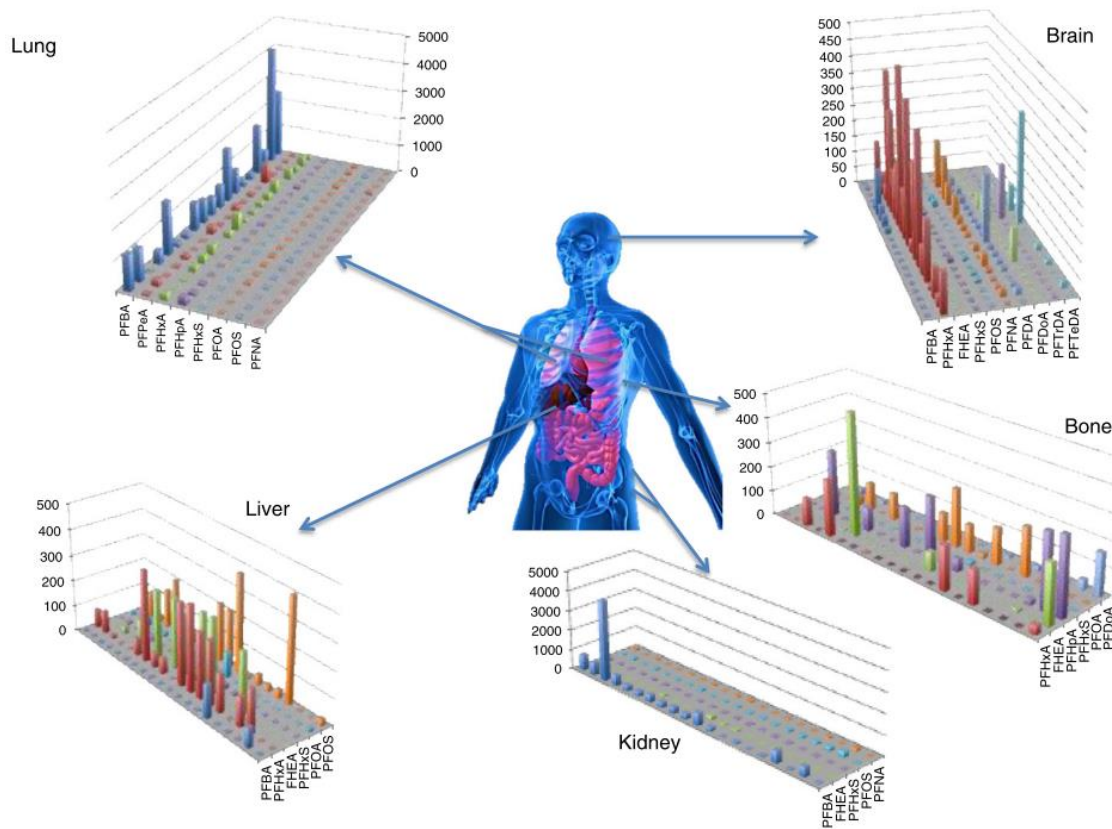 Lung
5000
4000
3000
2000
1000
0
PFBA
PFPeA
PFHxA
PFHpA
PFHxS
PFOA
PFOS
PFNA
Brain
500
450
400
350
300
250
200
150
100
50
0
PFBA
PFHxA
FHEA
PFHxS
PFOS
PFNA
PFDA
PFDoA
PFTrDA
PFTeDA
Bone
500
400
300
200
100
0
PFHxA
FHEA
PFHpA
PFHxS
PFOA
PFDoA
Liver
500
400
300
200
100
0
PFBA
PFHxA
FHEA
PFHxS
PFOA
PFOS
Kidney
5000
4000
3000
2000
1000
0
PFBA
FHEA
PFHxS
PFOS
PFNA